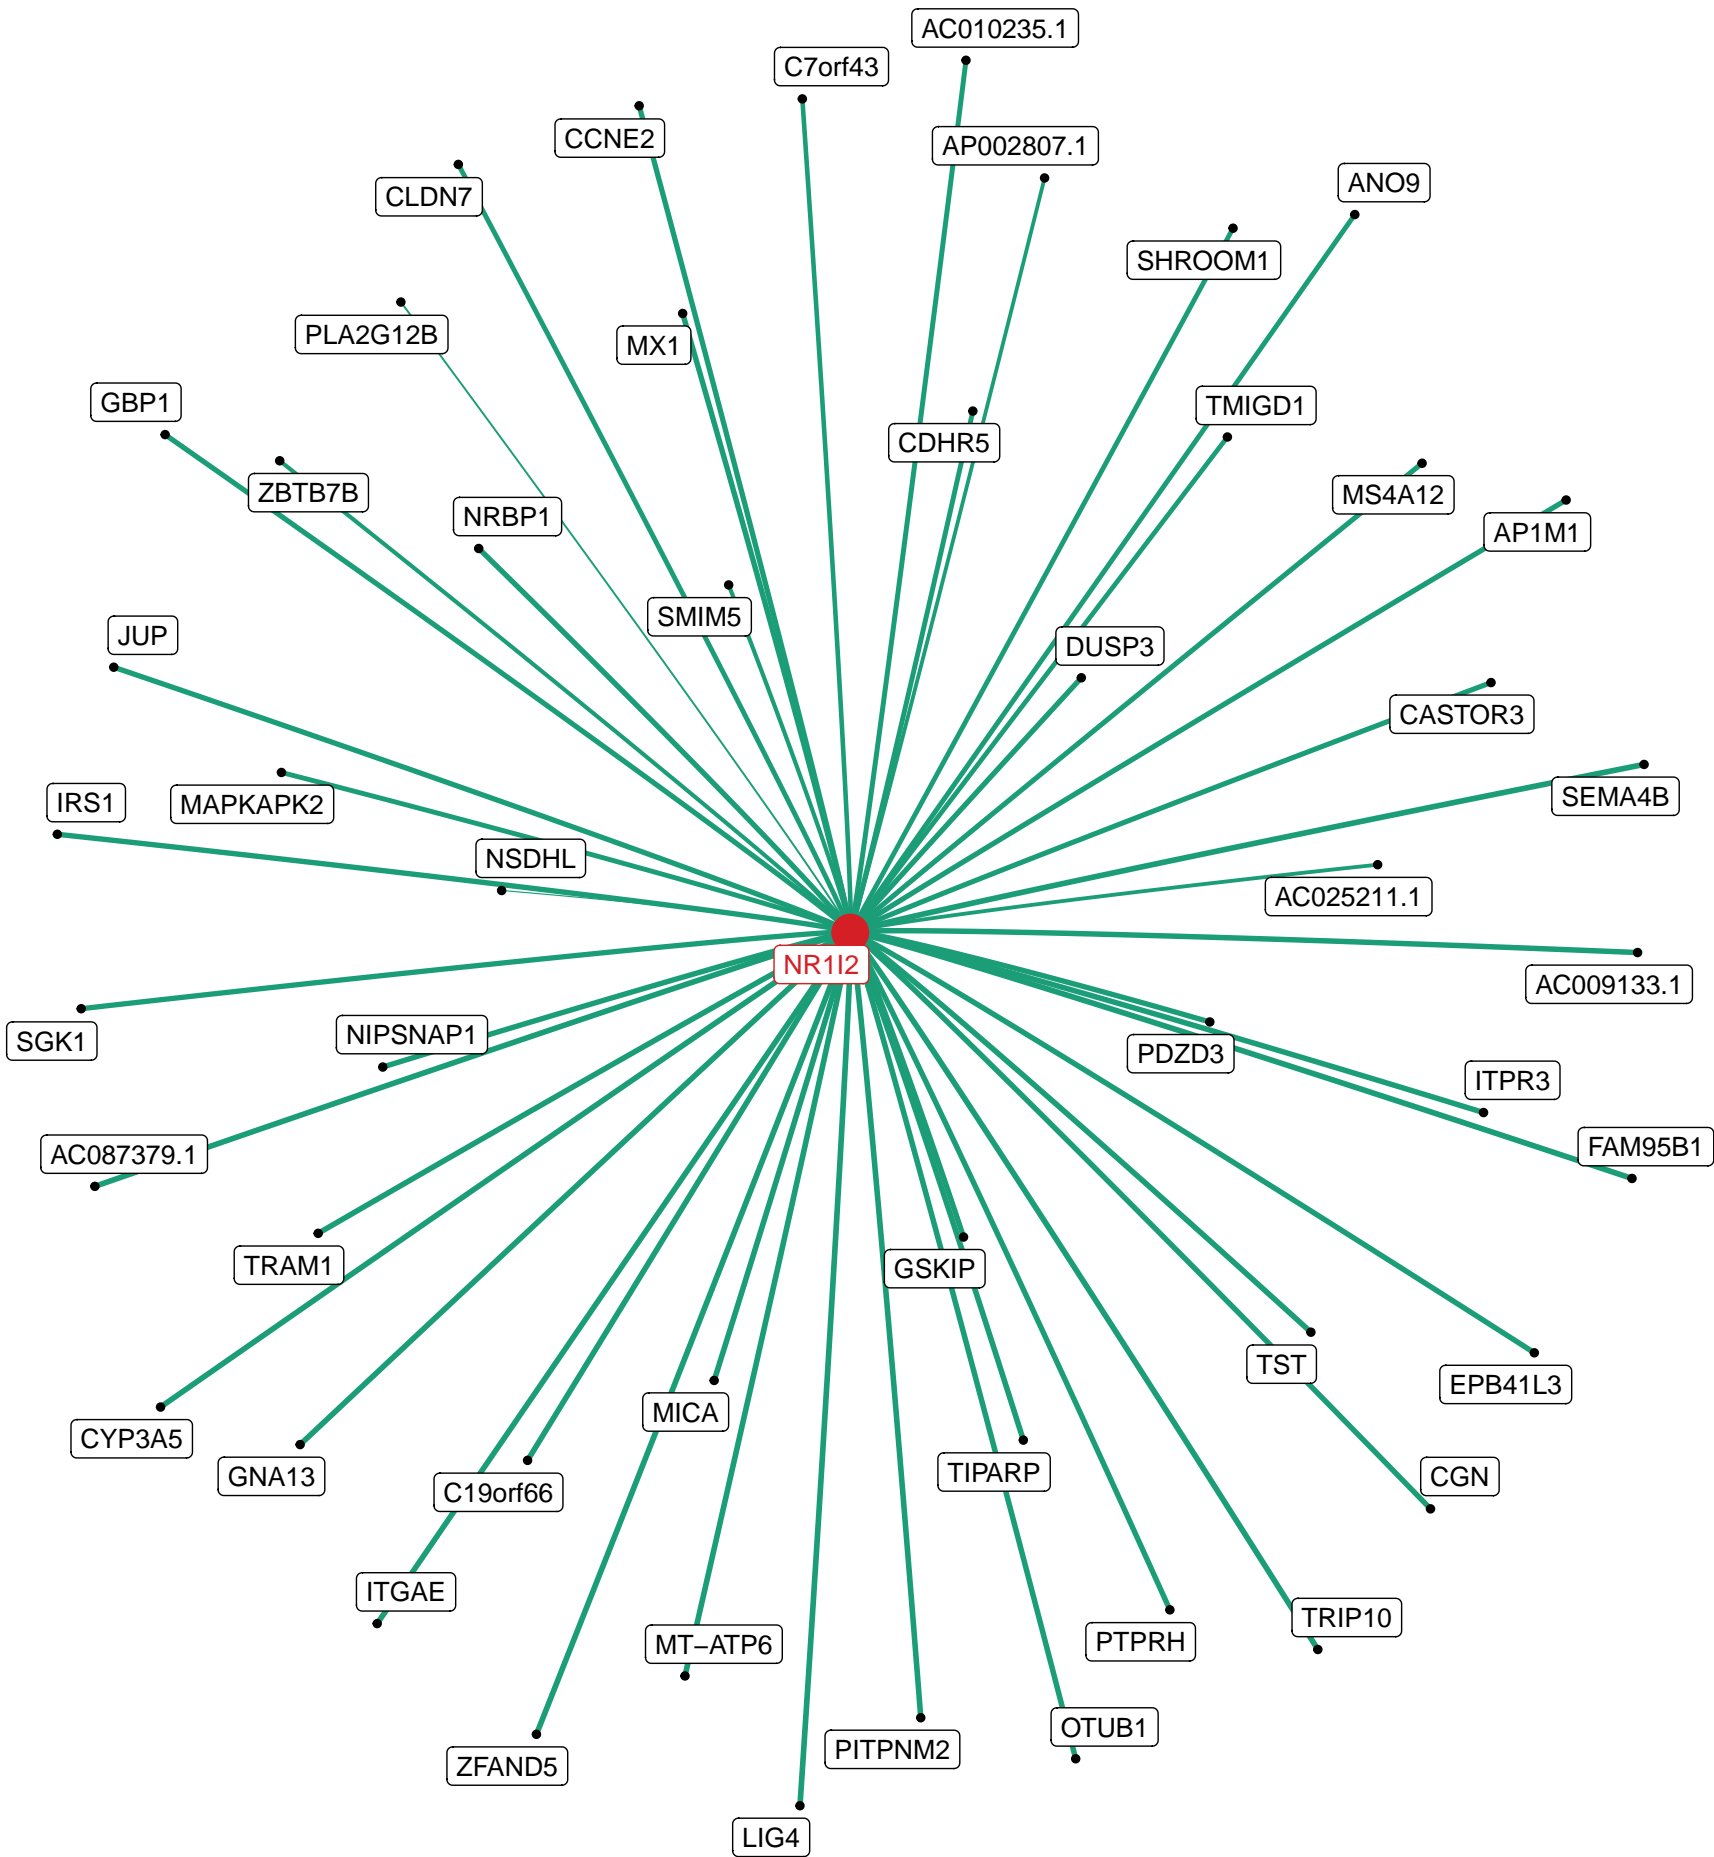 AC010235.1
C7orf43
CCNE2
AP002807.1
CLDN7
ANO9
SHROOM1
PLA2G12B
MX1
GBP1
TMIGD1
CDHR5
ZBTB7B
MS4A12
NRBP1
AP1M1
SMIM5
JUP
DUSP3
CASTOR3
IRS1
MAPKAPK2
SEMA4B
NSDHL
AC025211.1
NR1I2
AC009133.1
SGK1
NIPSNAP1
PDZD3
ITPR3
AC087379.1
FAM95B1
TRAM1
GSKIP
TST
EPB41L3
MICA
CYP3A5
GNA13
TIPARP
CGN
C19orf66
ITGAE
TRIP10
MT−ATP6
PTPRH
OTUB1
PITPNM2
ZFAND5
LIG4